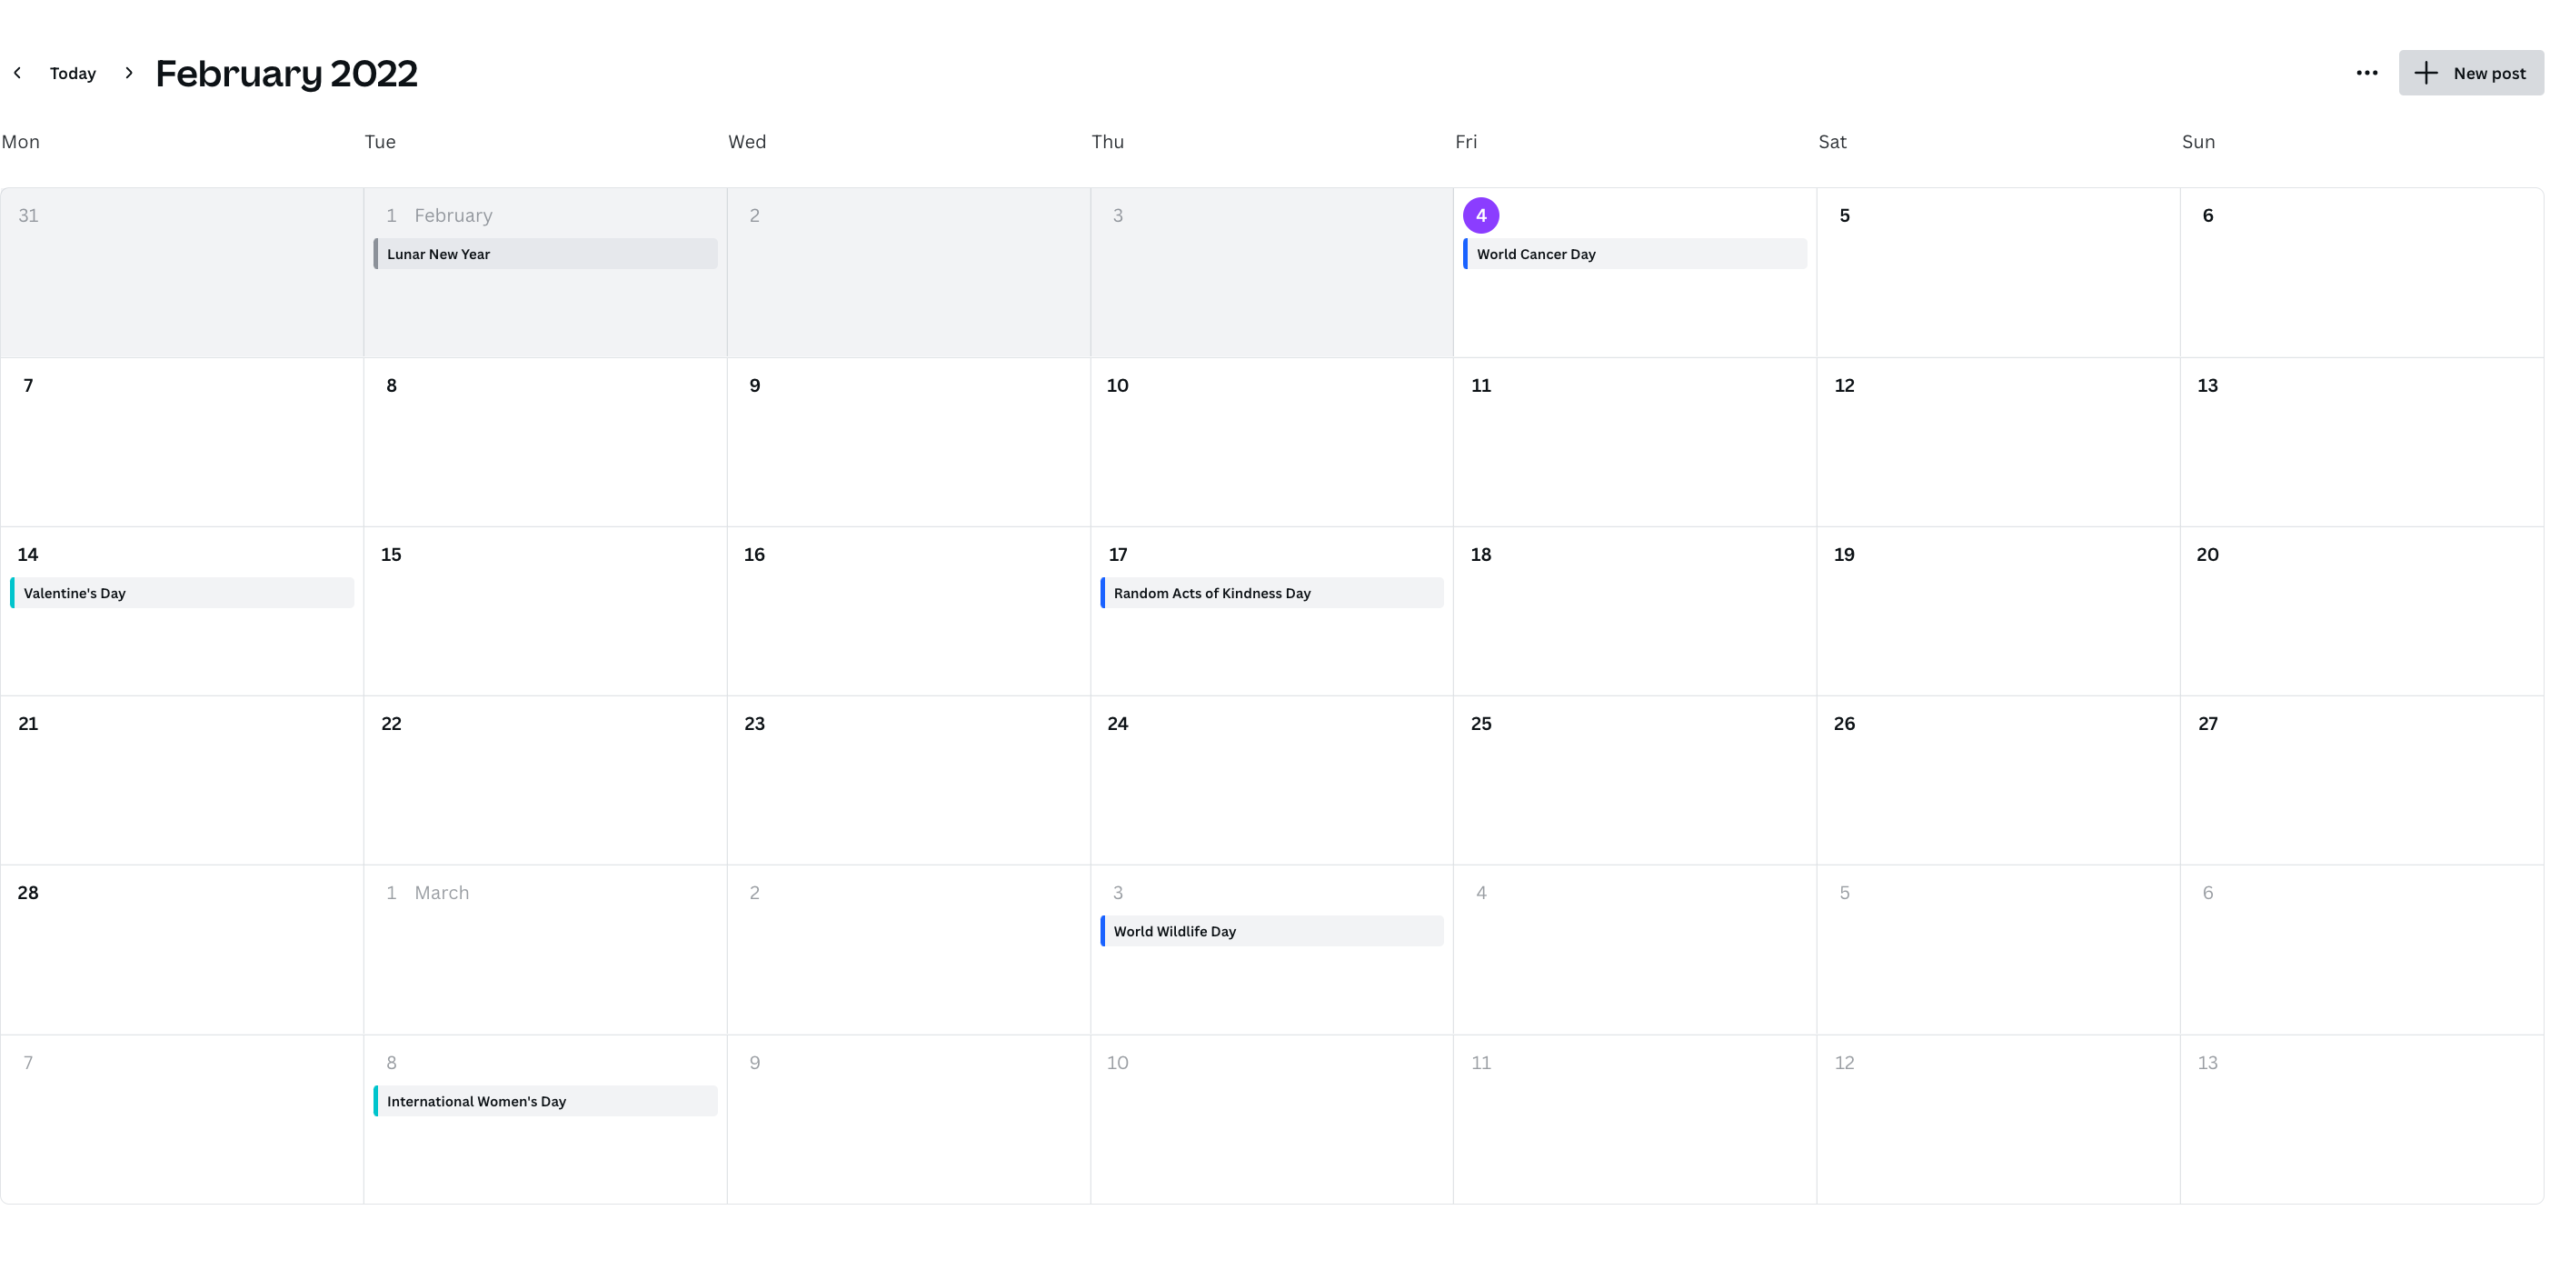 Today February 2022 New post
Mon Tue Wed Thu Fri Sat Sun
31 1 February 2 3 4 5 6
Lunar New Year World Cancer Day
7 8 9 10 11 12 13
14 15 16 17 18 19 20
Valentine's Day Random Acts of Kindness Day
21 22 23 24 25 26 27
28 1 March 2 3 4 5 6
World Wildlife Day
7 8 9 10 11 12 13
International Women's Day